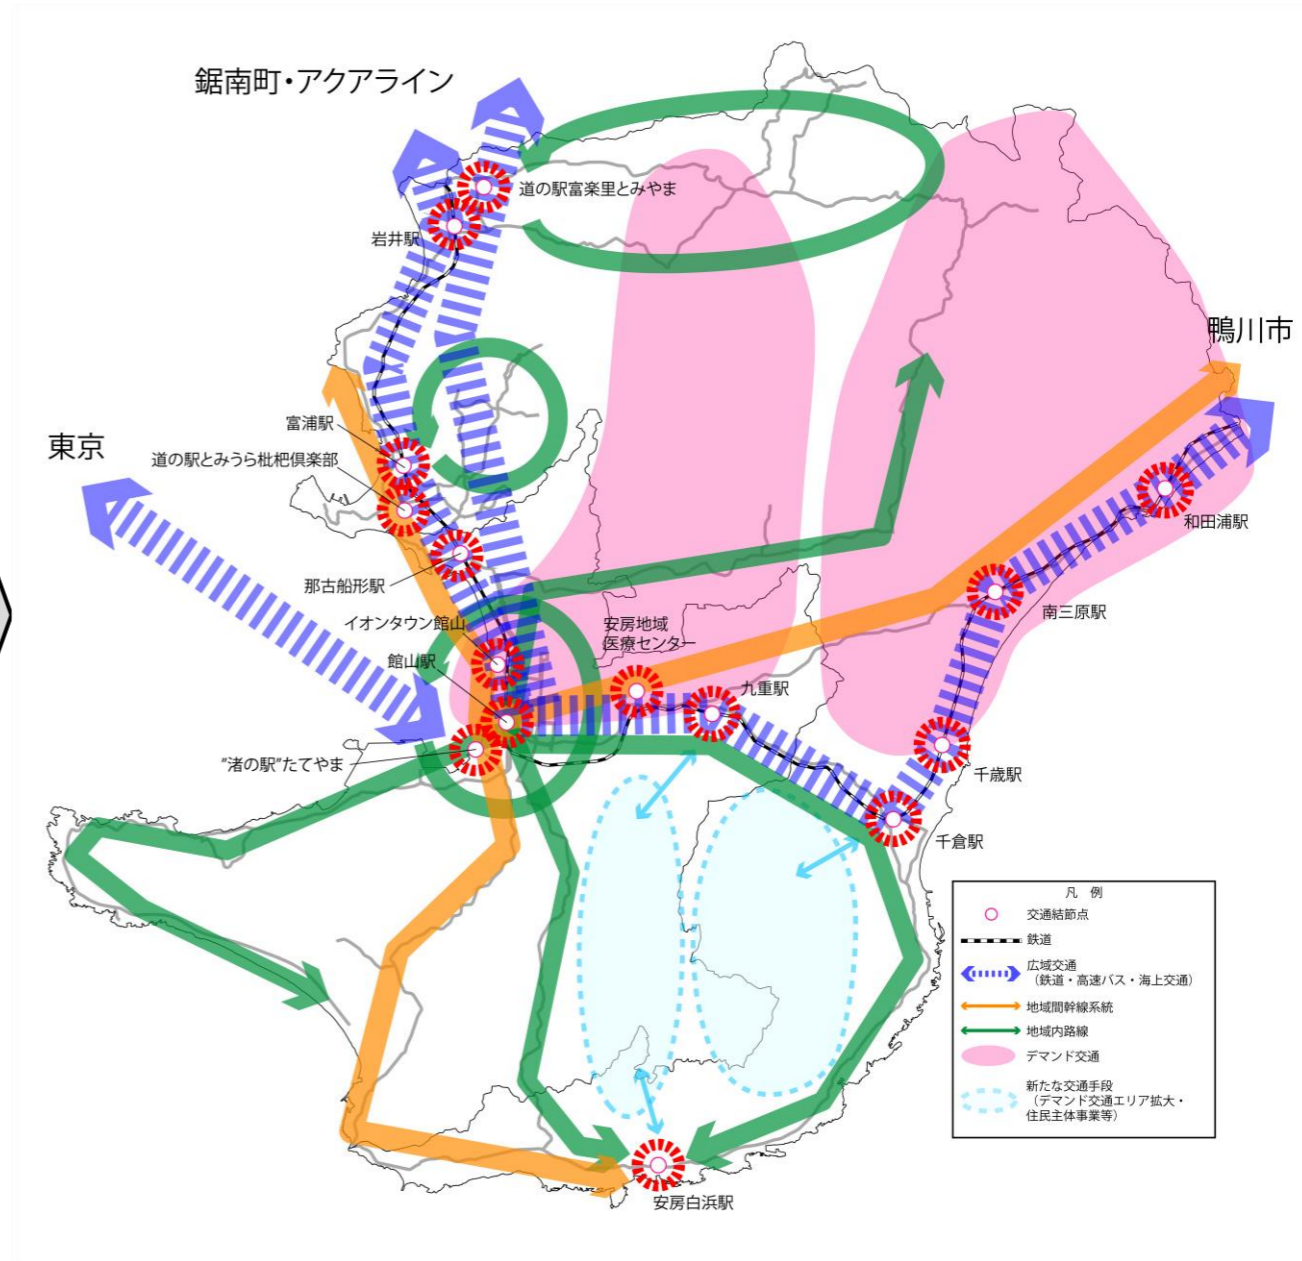 鋸南町・アクアライン
道の駅富楽里とみやま
岩井駅
鴨川市
富浦駅
東京
道の駅とみうら枇杷倶楽部
和田浦駅
那古船形駅
南三原駅
イオンタウン館山
安房地域
医療センター
館山駅
九重駅
"渚の駅"たてやま
千歳駅
千倉駅
凡 例
交通結節点
鉄道
広域交通
（鉄道・高速バス・海上交通）
地域間幹線系統
地域内路線
デマンド交通
新たな交通手段
（デマンド交通エリア拡大・
住民主体事業等）
安房白浜駅